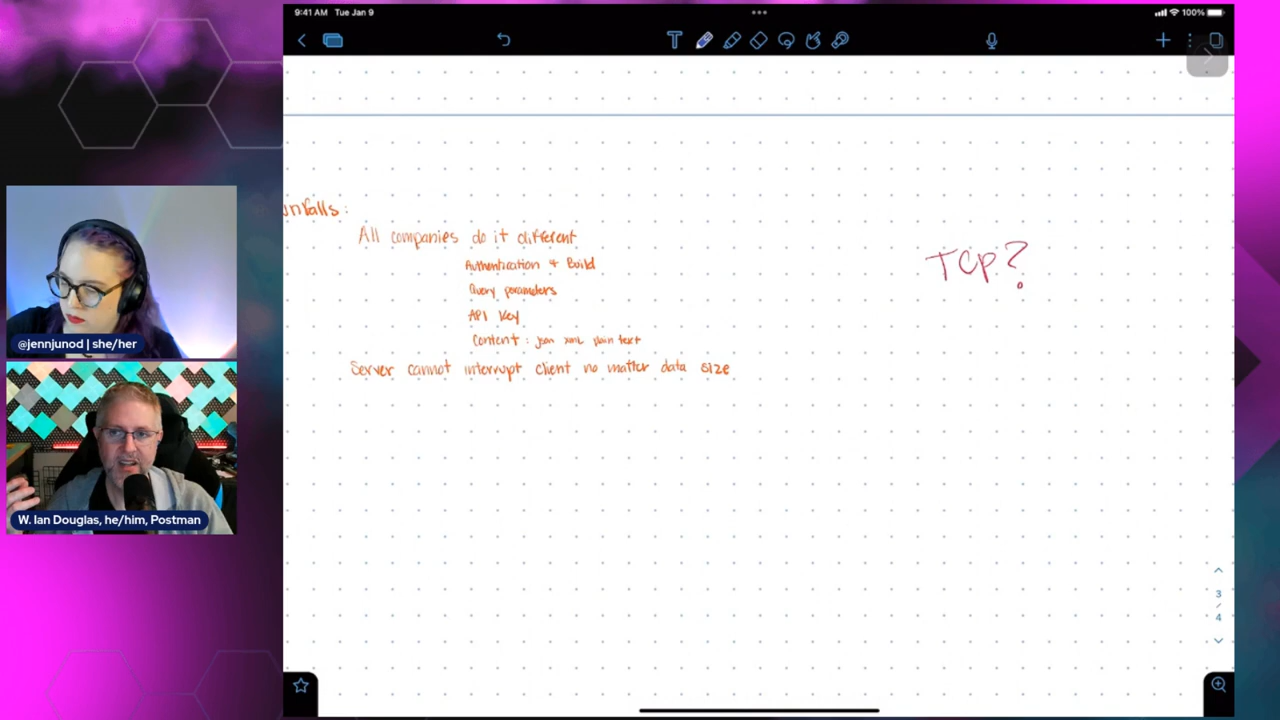 9:41 AM Tue Jan 9
100%
nfalls:
All companies do it different
Authentication + Build
Query parameters
API Key
Content: json xml plain text
Server cannot interrupt client no matter data size
TCP?
@jennjunod | she/her
W. Ian Douglas, he/him, Postman
3
/
4